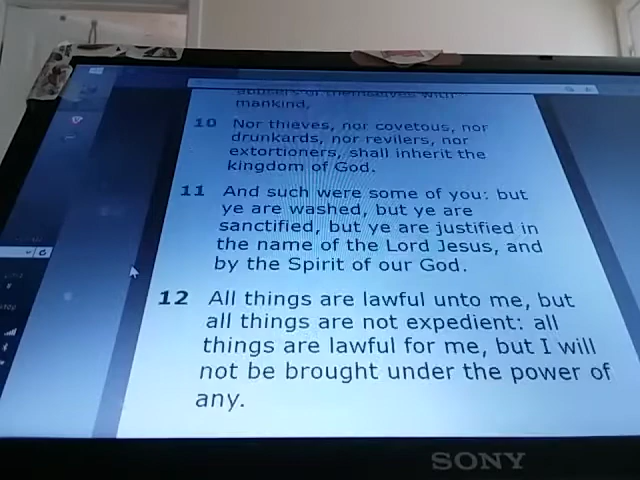 abusers of themselves with
mankind,
10 Nor thieves, nor covetous, nor
drunkards, nor revilers, nor
extortioners, shall inherit the
kingdom of God.
11 And such were some of you: but
ye are washed, but ye are
sanctified, but ye are justified in
the name of the Lord Jesus, and
by the Spirit of our God.
12 All things are lawful unto me, but
all things are not expedient: all
things are lawful for me, but I will
not be brought under the power of
any.
SONY